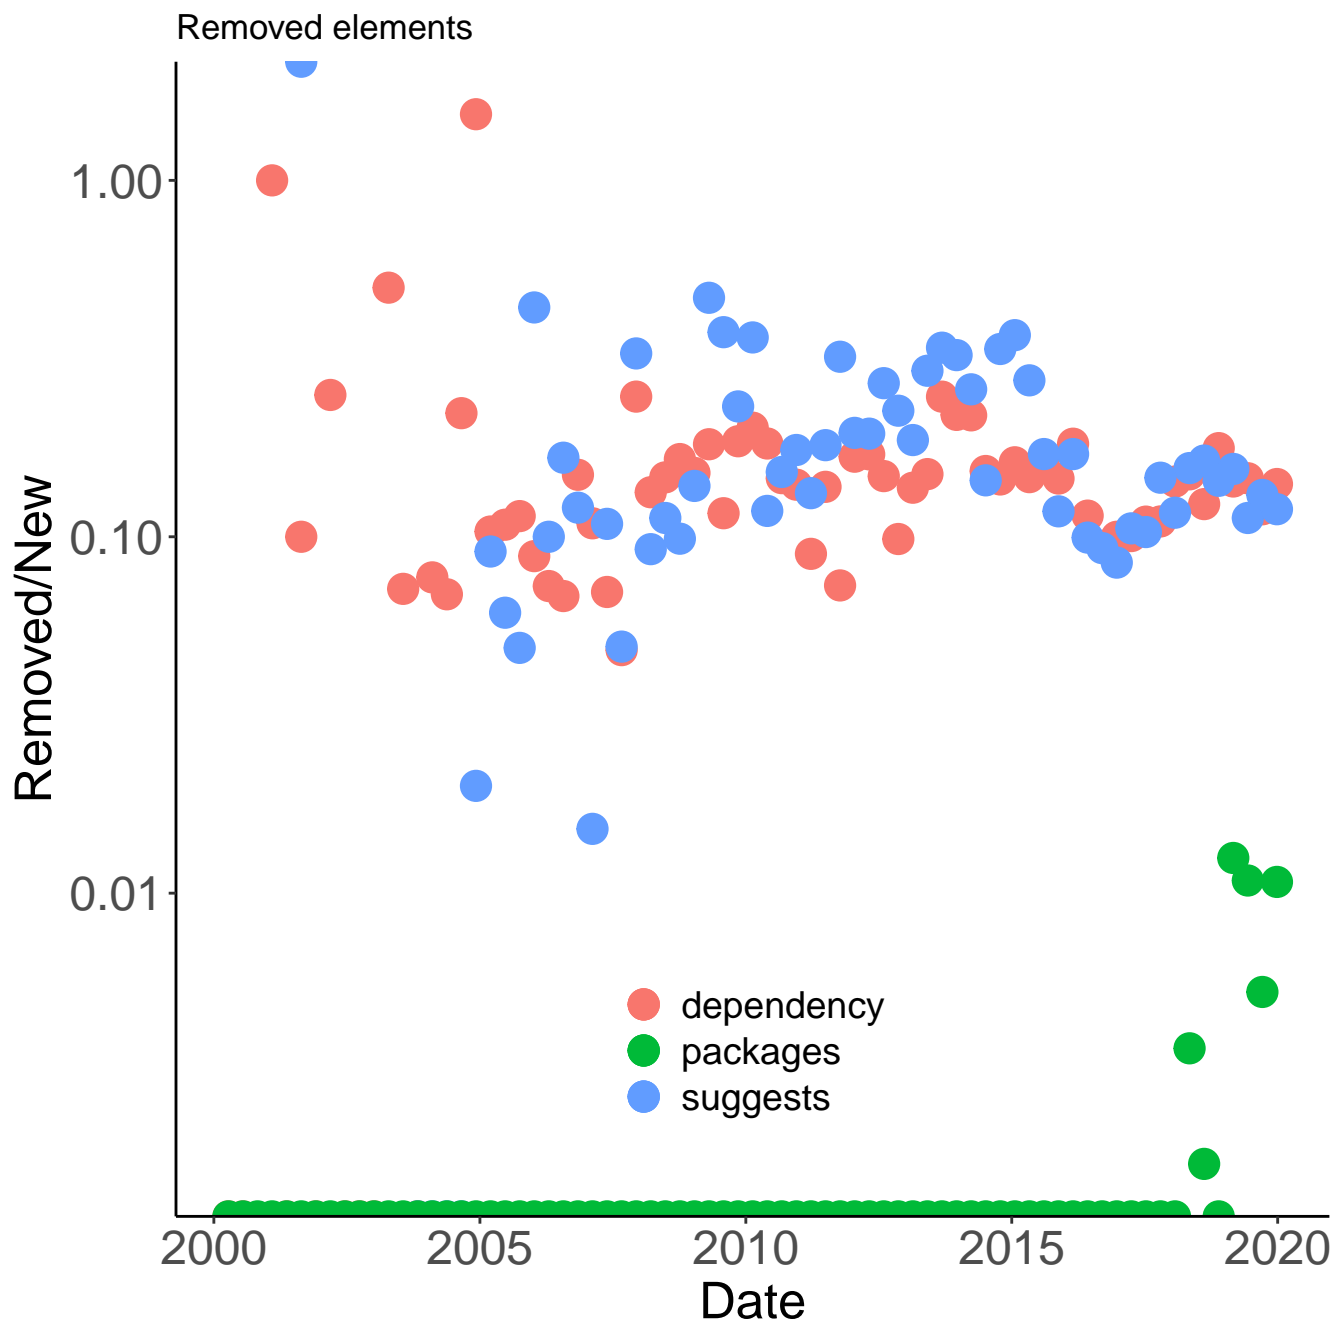 Removed elements
1.00
0.10
0.01
Removed/New
dependency
packages
suggests
2000 2005 2010 2015 2020
Date